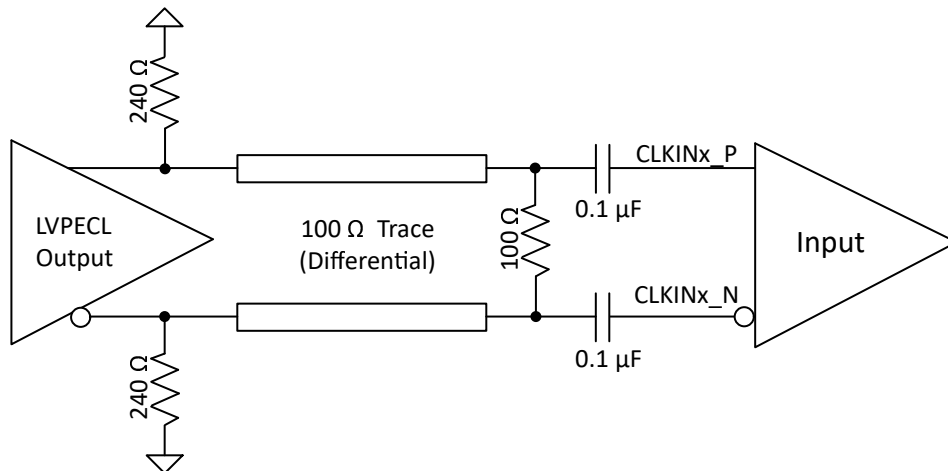 240 Ω
CLKINx_P
0.1 µF
LVPECL
Output
100 Ω Trace
(Differential)
100 Ω
Input
CLKINx_N
0.1 µF
240 Ω